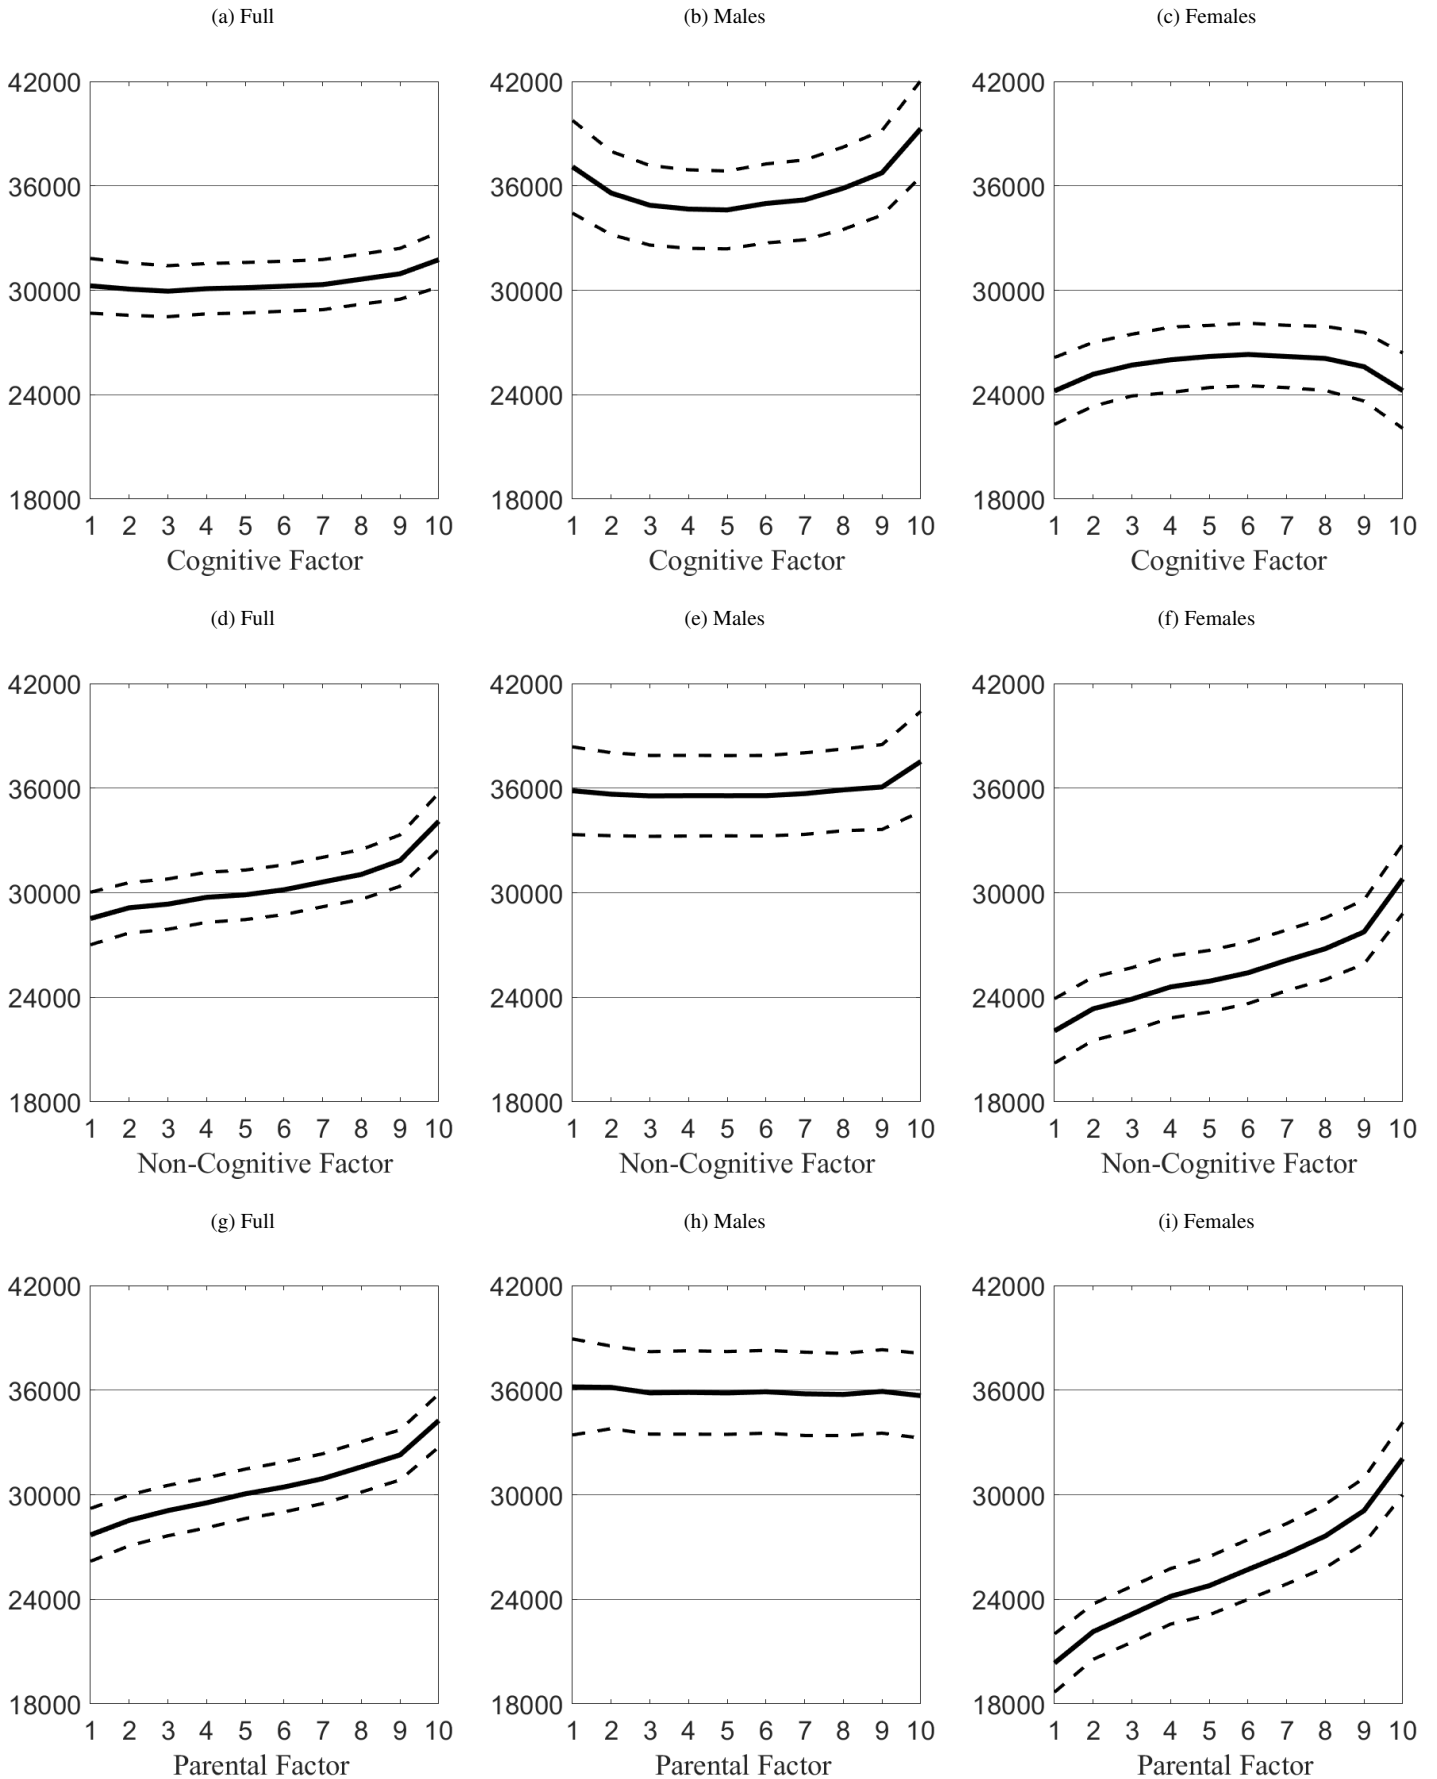 (a) Full
(b) Males
(c) Females
42000
36000
30000
24000
18000
1 2 3 4 5 6 7 8 9 10
Cognitive Factor
42000
36000
30000
24000
18000
1 2 3 4 5 6 7 8 9 10
Cognitive Factor
42000
36000
30000
24000
18000
1 2 3 4 5 6 7 8 9 10
Cognitive Factor
(d) Full
(e) Males
(f) Females
42000
36000
30000
24000
18000
1 2 3 4 5 6 7 8 9 10
Non-Cognitive Factor
42000
36000
30000
24000
18000
1 2 3 4 5 6 7 8 9 10
Non-Cognitive Factor
42000
36000
30000
24000
18000
1 2 3 4 5 6 7 8 9 10
Non-Cognitive Factor
(g) Full
(h) Males
(i) Females
42000
36000
30000
24000
18000
1 2 3 4 5 6 7 8 9 10
Parental Factor
42000
36000
30000
24000
18000
1 2 3 4 5 6 7 8 9 10
Parental Factor
42000
36000
30000
24000
18000
1 2 3 4 5 6 7 8 9 10
Parental Factor